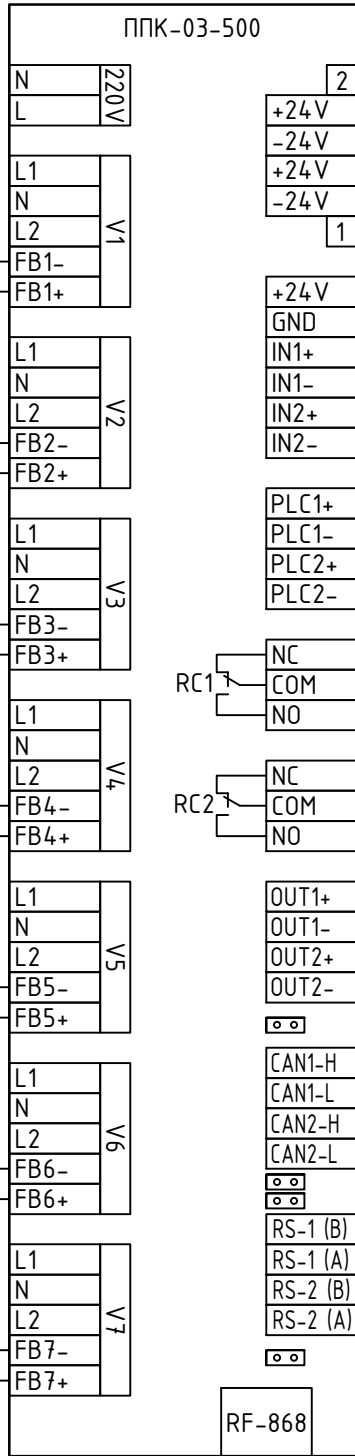 ППК-03-500
N
L
220V
L1
N
L2
FB1-
FB1+
V1
L1
N
L2
FB2-
FB2+
V2
L1
N
L2
FB3-
FB3+
V3
L1
N
L2
FB4-
FB4+
V4
L1
N
L2
FB5-
FB5+
V5
L1
N
L2
FB6-
FB6+
V6
L1
N
L2
FB7-
FB7+
V7
2
+24V
-24V
+24V
-24V
1
+24V
GND
IN1+
IN1-
IN2+
IN2-
PLC1+
PLC1-
PLC2+
PLC2-
RC1
NC
COM
NO
RC2
NC
COM
NO
OUT1+
OUT1-
OUT2+
OUT2-
CAN1-H
CAN1-L
CAN2-H
CAN2-L
RS-1 (B)
RS-1 (A)
RS-2 (B)
RS-2 (A)
RF-868